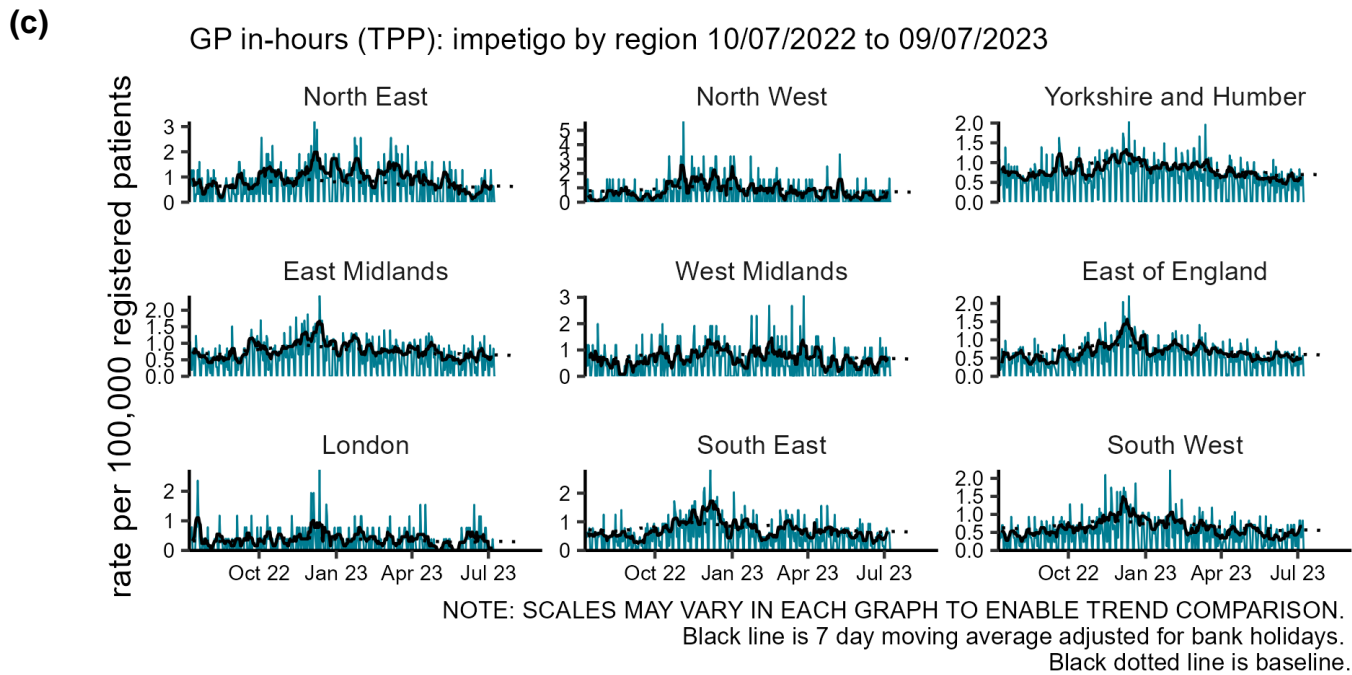 (c)
GP in-hours (TPP): impetigo by region 10/07/2022 to 09/07/2023
rate per 100,000 registered patients
North East
3
2
1
0
North West
5
4
3
2
1
0
Yorkshire and Humber
2.0
1.5
1.0
0.5
0.0
East Midlands
2.0
1.5
1.0
0.5
0.0
West Midlands
3
2
1
0
East of England
2.0
1.5
1.0
0.5
0.0
London
2
1
0
Oct 22 Jan 23 Apr 23 Jul 23
South East
2
1
0
Oct 22 Jan 23 Apr 23 Jul 23
South West
2.0
1.5
1.0
0.5
0.0
Oct 22 Jan 23 Apr 23 Jul 23
NOTE: SCALES MAY VARY IN EACH GRAPH TO ENABLE TREND COMPARISON.
Black line is 7 day moving average adjusted for bank holidays.
Black dotted line is baseline.